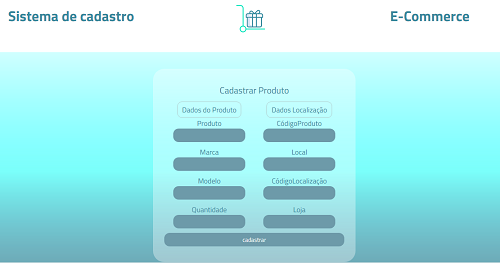 Sistema de cadastro
E-Commerce
Cadastrar Produto
Dados do Produto
Dados Localização
Produto
CódigoProduto
Marca
Local
Modelo
CódigoLocalização
Quantidade
Loja
cadastrar